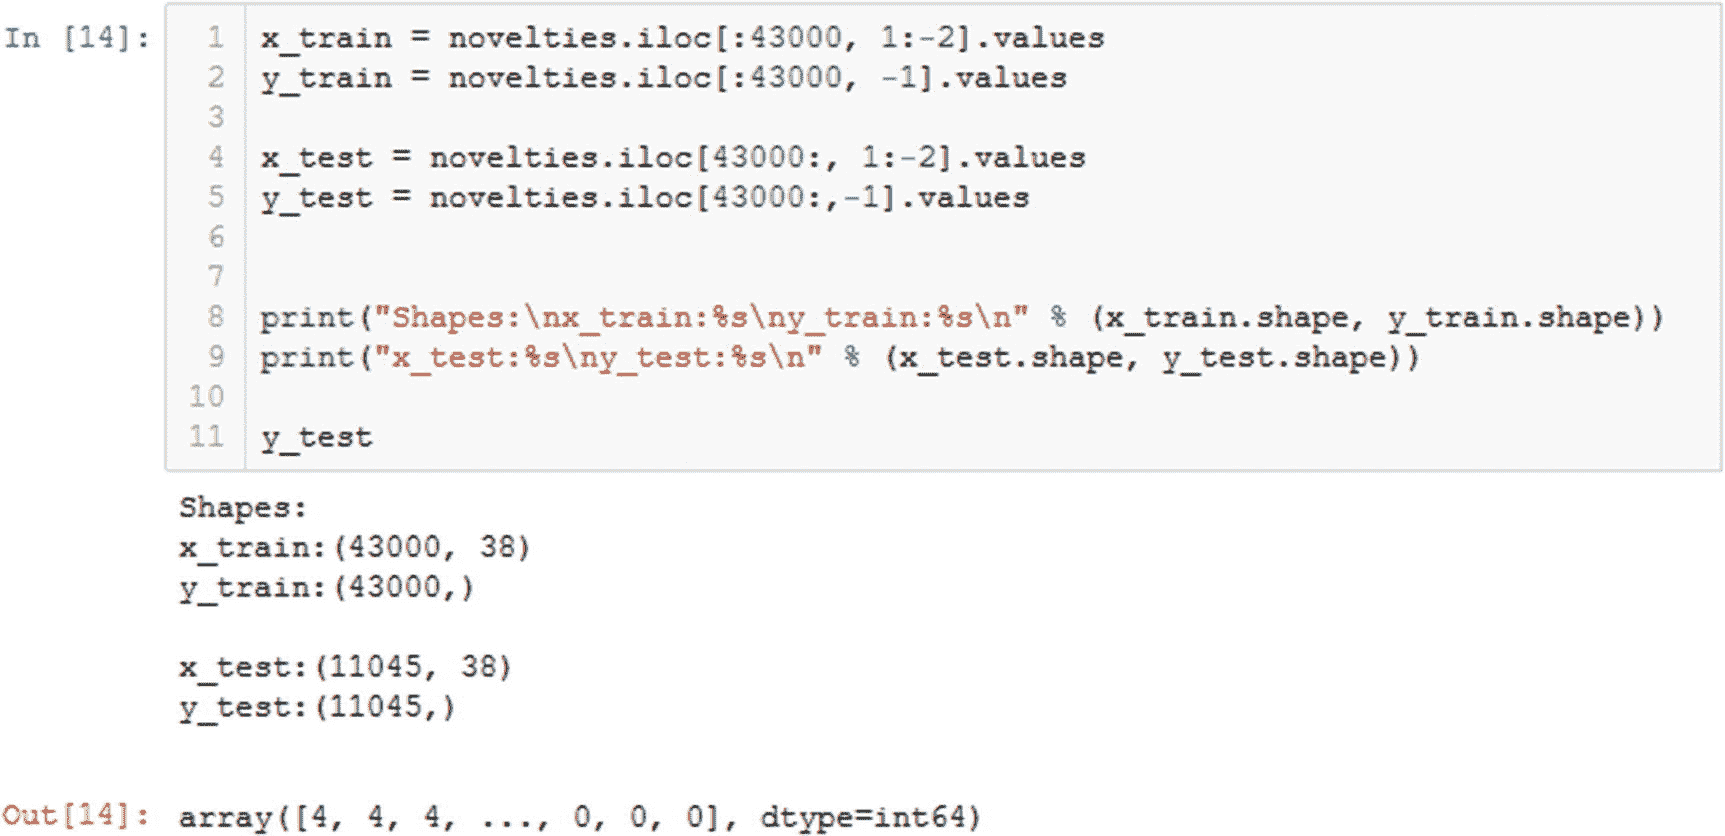 In [14]:
1 x_train = novelties.iloc[:43000, 1:-2].values
2 y_train = novelties.iloc[:43000, -1].values
3
4 x_test = novelties.iloc[43000:, 1:-2].values
5 y_test = novelties.iloc[43000:,-1].values
6
7
8 print("Shapes:\nx_train:%s\ny_train:%s\n" % (x_train.shape, y_train.shape))
9 print("x_test:%s\ny_test:%s\n" % (x_test.shape, y_test.shape))
10
11 y_test
Shapes:
x_train:(43000, 38)
y_train:(43000,)
x_test:(11045, 38)
y_test:(11045,)
Out[14]: array([4, 4, 4, ..., 0, 0, 0], dtype=int64)